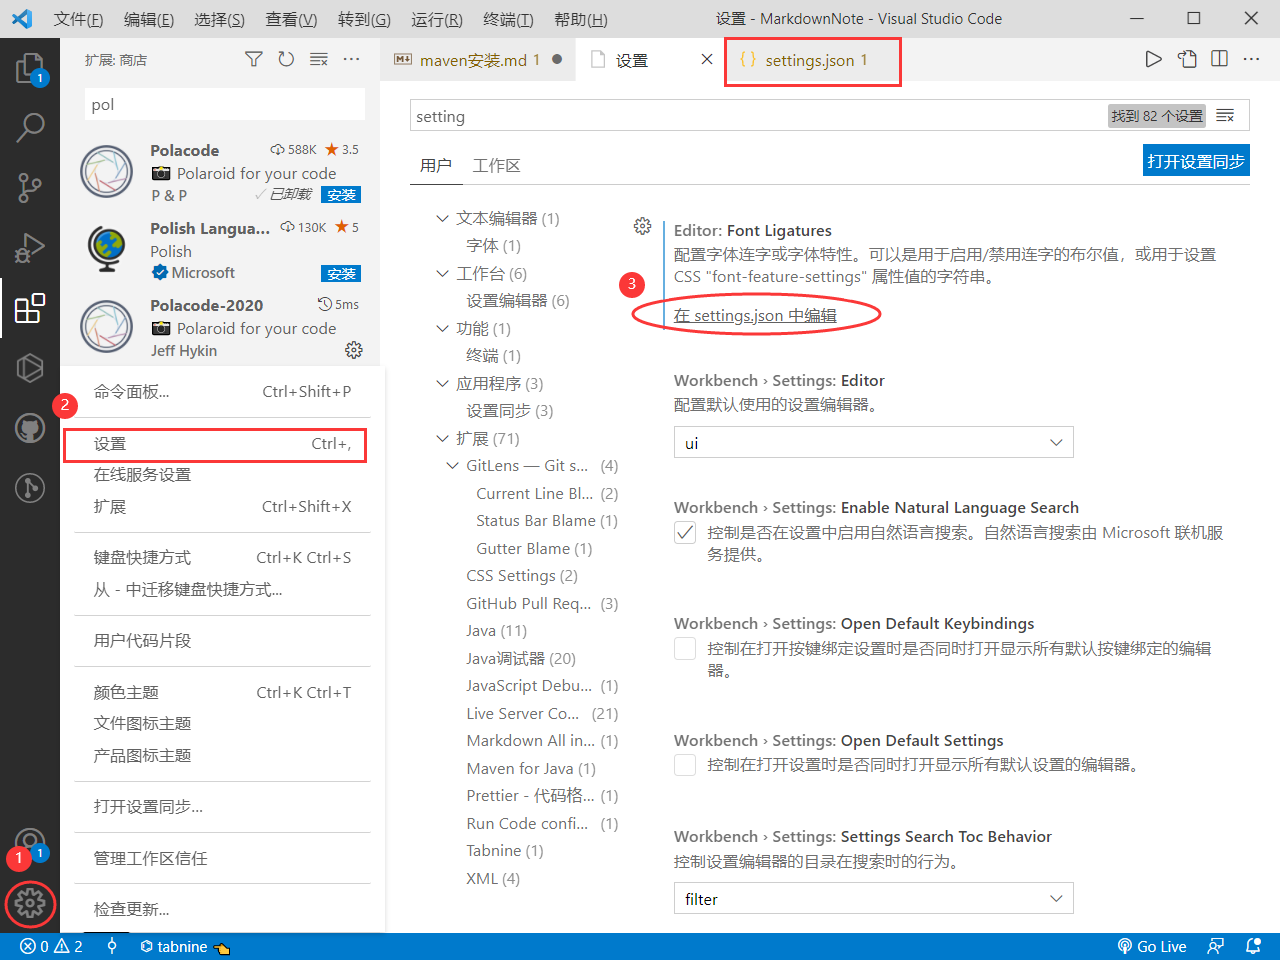 文件(F) 编辑(E) 选择(S) 查看(V) 转到(G) 运行(R) 终端(T) 帮助(H) 设置 - MarkdownNote - Visual Studio Code
扩展: 商店
maven安装.md 1
设置
settings.json 1
1
pol
Polacode 588K 3.5
Polaroid for your code
P & P 已卸载 安装
Polish Langua... 130K 5
Polish
Microsoft 安装
Polacode-2020 5ms
Polaroid for your code
Jeff Hykin
2
命令面板... Ctrl+Shift+P
设置 Ctrl+,
在线服务设置
扩展 Ctrl+Shift+X
键盘快捷方式 Ctrl+K Ctrl+S
从 - 中迁移键盘快捷方式...
用户代码片段
颜色主题 Ctrl+K Ctrl+T
文件图标主题
产品图标主题
打开设置同步...
管理工作区信任
检查更新...
1
1
setting 找到 82 个设置
用户 工作区 打开设置同步
文本编辑器 (1)
字体 (1)
工作台 (6)
设置编辑器 (6)
功能 (1)
终端 (1)
应用程序 (3)
设置同步 (3)
扩展 (71)
GitLens — Git s... (4)
Current Line Bl... (2)
Status Bar Blame (1)
Gutter Blame (1)
CSS Settings (2)
GitHub Pull Req... (3)
Java (11)
Java调试器 (20)
JavaScript Debu... (1)
Live Server Co... (21)
Markdown All in... (1)
Maven for Java (1)
Prettier - 代码格... (1)
Run Code confi... (1)
Tabnine (1)
XML (4)
Editor: Font Ligatures
配置字体连字或字体特性。可以是用于启用/禁用连字的布尔值，或用于设置
CSS "font-feature-settings" 属性值的字符串。
3
在 settings.json 中编辑
Workbench › Settings: Editor
配置默认使用的设置编辑器。
ui
Workbench › Settings: Enable Natural Language Search
控制是否在设置中启用自然语言搜索。自然语言搜索由 Microsoft 联机服
务提供。
Workbench › Settings: Open Default Keybindings
控制在打开按键绑定设置时是否同时打开显示所有默认按键绑定的编辑
器。
Workbench › Settings: Open Default Settings
控制在打开设置时是否同时打开显示所有默认设置的编辑器。
Workbench › Settings: Settings Search Toc Behavior
控制设置编辑器的目录在搜索时的行为。
filter
0 2 tabnine Go Live